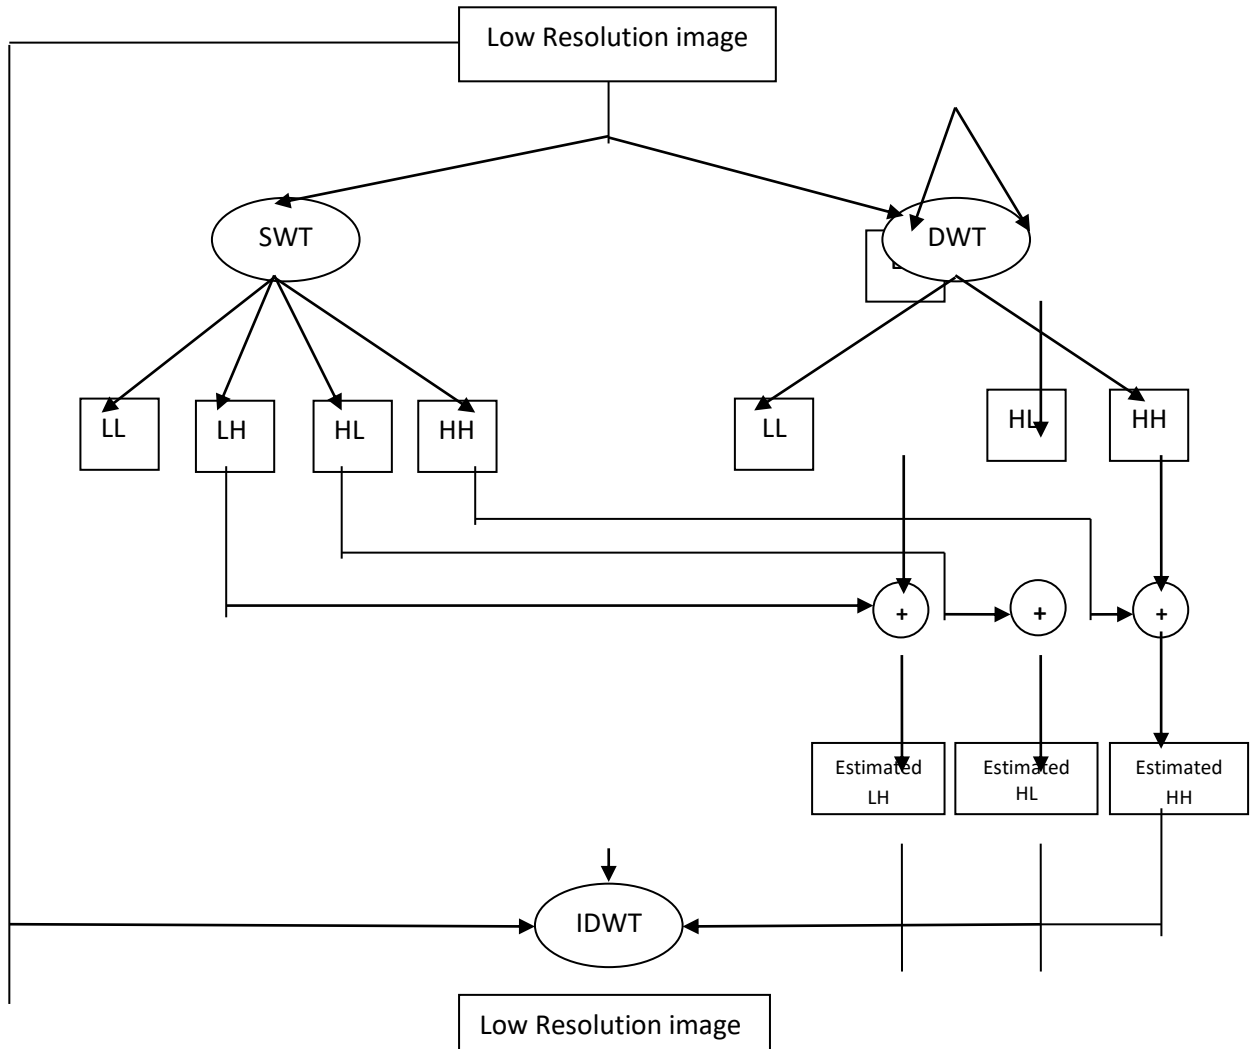 Low Resolution image
SWT
DWT
LL
LH
HL
HH
LL
HL
HH
+
+
+
Estimated
LH
Estimated
HL
Estimated
HH
IDWT
Low Resolution image